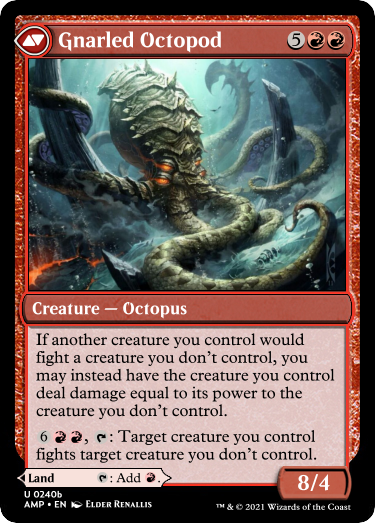 Gnarled Octopod 5
Creature — Octopus
If another creature you control would
fight a creature you don't control, you
may instead have the creature you control
deal damage equal to its power to the
creature you don't control.
6 , : Target creature you control
fights target creature you don't control.
Land : Add .
8/4
U 0240b
AMP • EN Elder Renallis
™ & © 2021 Wizards of the Coast